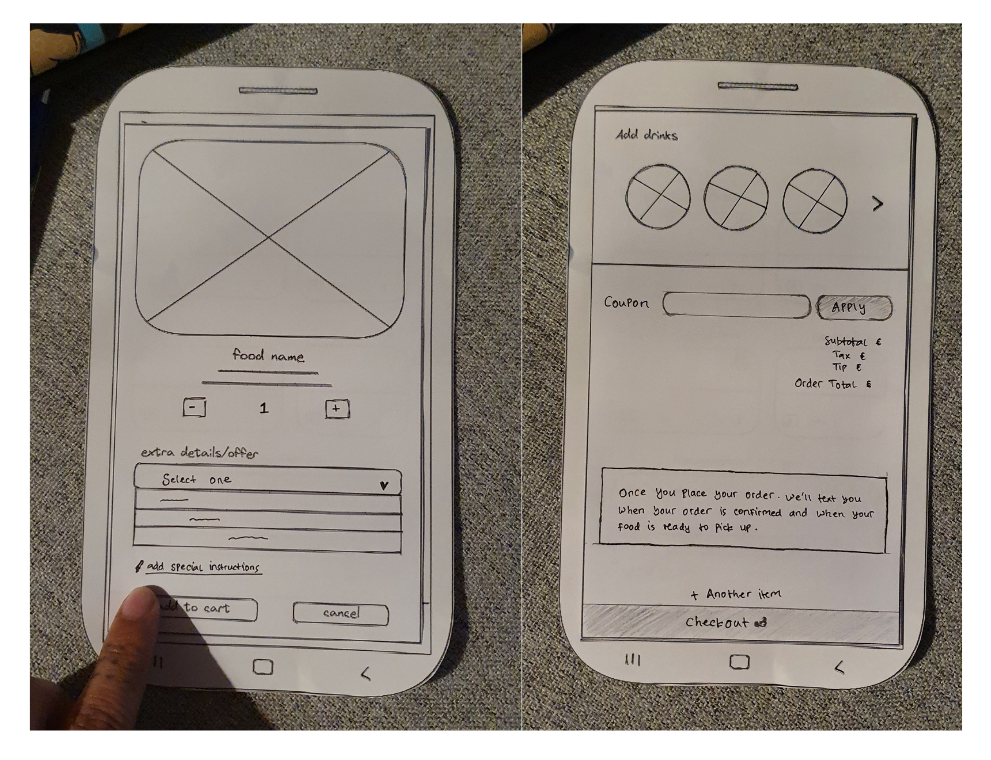 food name
- 1 +
extra details/offer
Select one
add special instructions
to cart
cancel
Add drinks
>
Coupon
APPly
Subtotal €
Tax €
Tip €
Order Total €
Once you place your order. we'll text you
when your order is confirmed and when your
food is ready to pick up.
+ Another item
Checkout